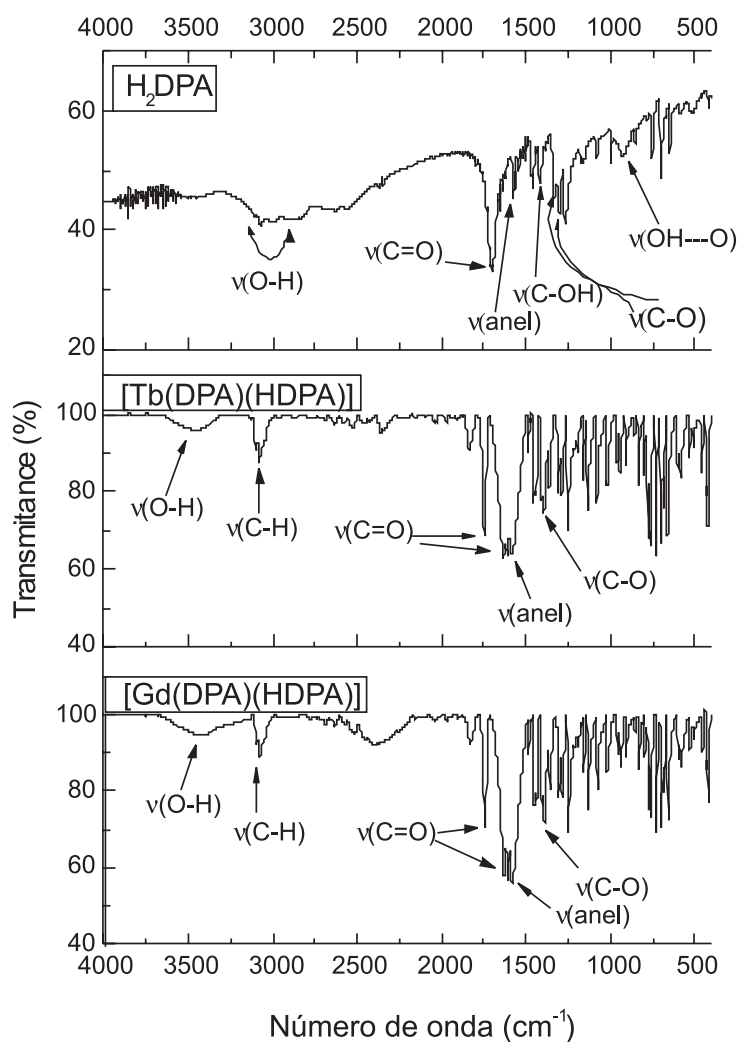 4000 3500 3000 2500 2000 1500 1000 500
H₂DPA
60
40
20
ν(O-H)
ν(C=O)
ν(anel)
ν(C-OH)
ν(OH---O)
ν(C-O)
[Tb(DPA)(HDPA)]
100
80
60
40
ν(O-H)
ν(C-H)
ν(C=O)
ν(C-O)
ν(anel)
Transmitance (%)
[Gd(DPA)(HDPA)]
100
80
60
40
ν(O-H)
ν(C-H)
ν(C=O)
ν(C-O)
ν(anel)
4000 3500 3000 2500 2000 1500 1000 500
Número de onda (cm⁻¹)